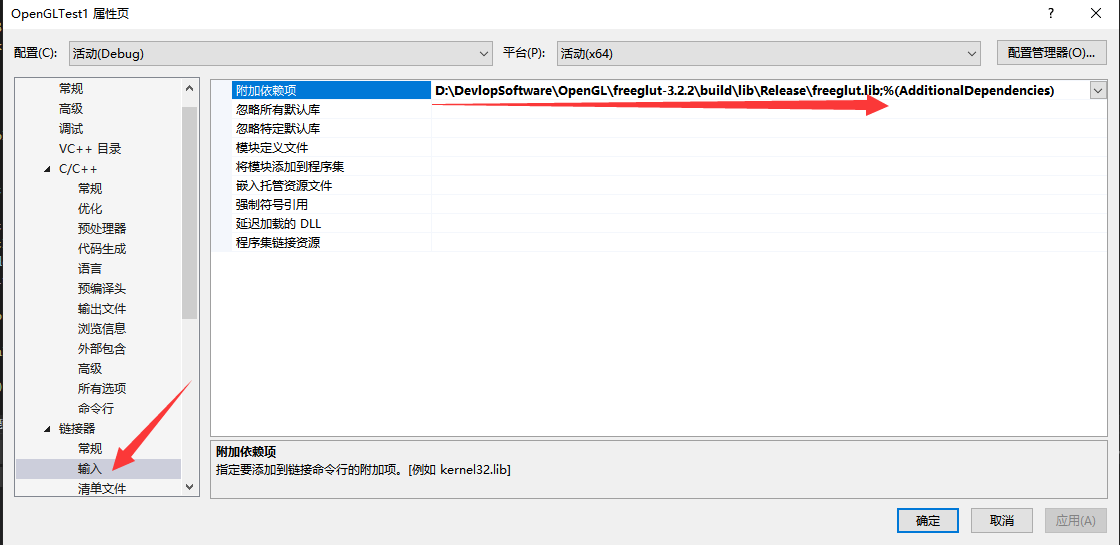 OpenGLTest1 属性页
? ×
配置(C): 活动(Debug) 平台(P): 活动(x64) 配置管理器(O)...
常规
高级
调试
VC++ 目录
C/C++
常规
优化
预处理器
代码生成
语言
预编译头
输出文件
浏览信息
外部包含
高级
所有选项
命令行
链接器
常规
输入
清单文件
附加依赖项 D:\DevlopSoftware\OpenGL\freeglut-3.2.2\build\lib\Release\freeglut.lib;%(AdditionalDependencies)
忽略所有默认库
忽略特定默认库
模块定义文件
将模块添加到程序集
嵌入托管资源文件
强制符号引用
延迟加载的 DLL
程序集链接资源
附加依赖项
指定要添加到链接命令行的附加项。[例如 kernel32.lib]
确定 取消 应用(A)